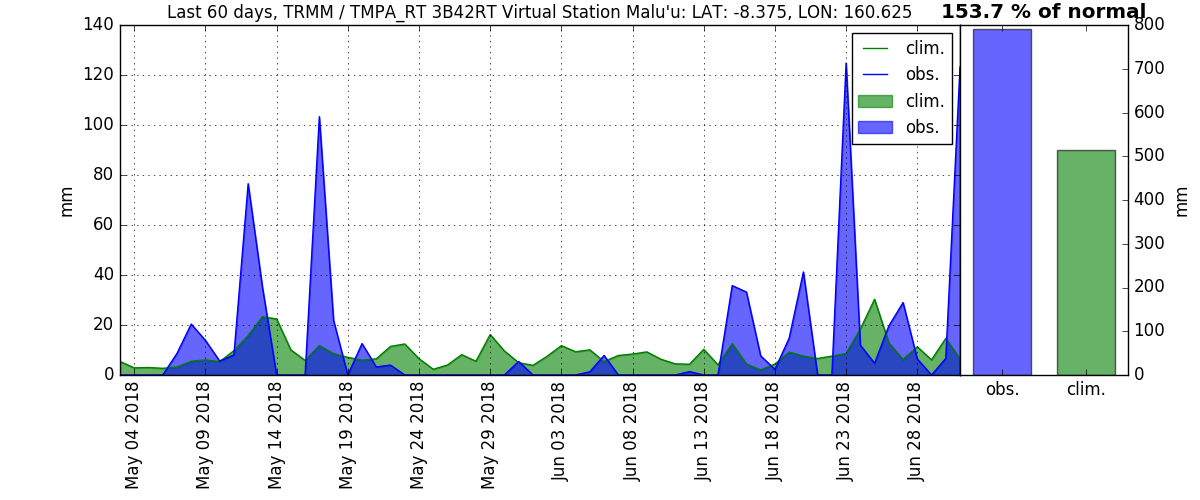 Last 60 days, TRMM / TMPA_RT 3B42RT Virtual Station Malu'u: LAT: -8.375, LON: 160.625
153.7 % of normal
140
120
100
80
60
40
20
0
mm
clim.
obs.
clim.
obs.
800
700
600
500
400
300
200
100
0
mm
obs.
clim.
May 04 2018
May 09 2018
May 14 2018
May 19 2018
May 24 2018
May 29 2018
Jun 03 2018
Jun 08 2018
Jun 13 2018
Jun 18 2018
Jun 23 2018
Jun 28 2018